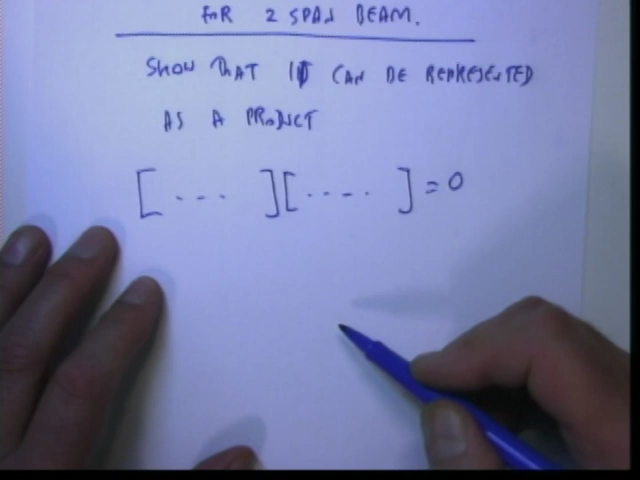 FOR 2 SPAN BEAM.
SHOW THAT IT CAN BE REPRESENTED
AS A PRODUCT
[ --- ][ ----- ] = 0